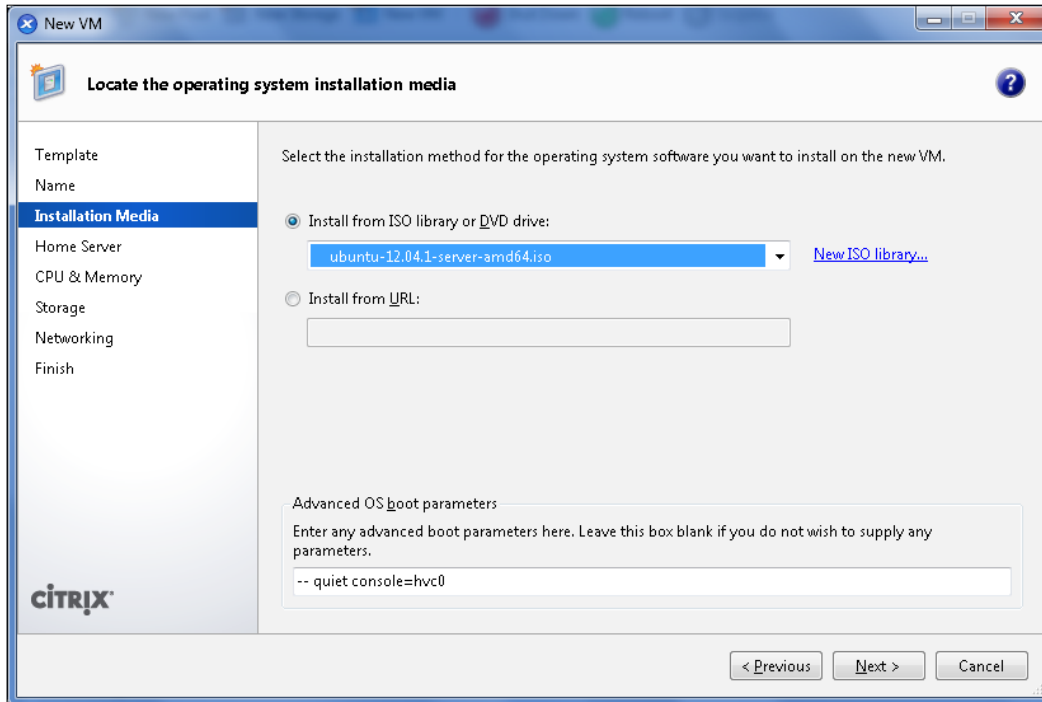 New VM
Locate the operating system installation media
?
Template
Name
Installation Media
Home Server
CPU & Memory
Storage
Networking
Finish
Select the installation method for the operating system software you want to install on the new VM.
Install from ISO library or DVD drive:
ubuntu-12.04.1-server-amd64.iso
New ISO library...
Install from URL:
Advanced OS boot parameters
Enter any advanced boot parameters here. Leave this box blank if you do not wish to supply any
parameters.
-- quiet console=hvc0
CITRIX
< Previous
Next >
Cancel